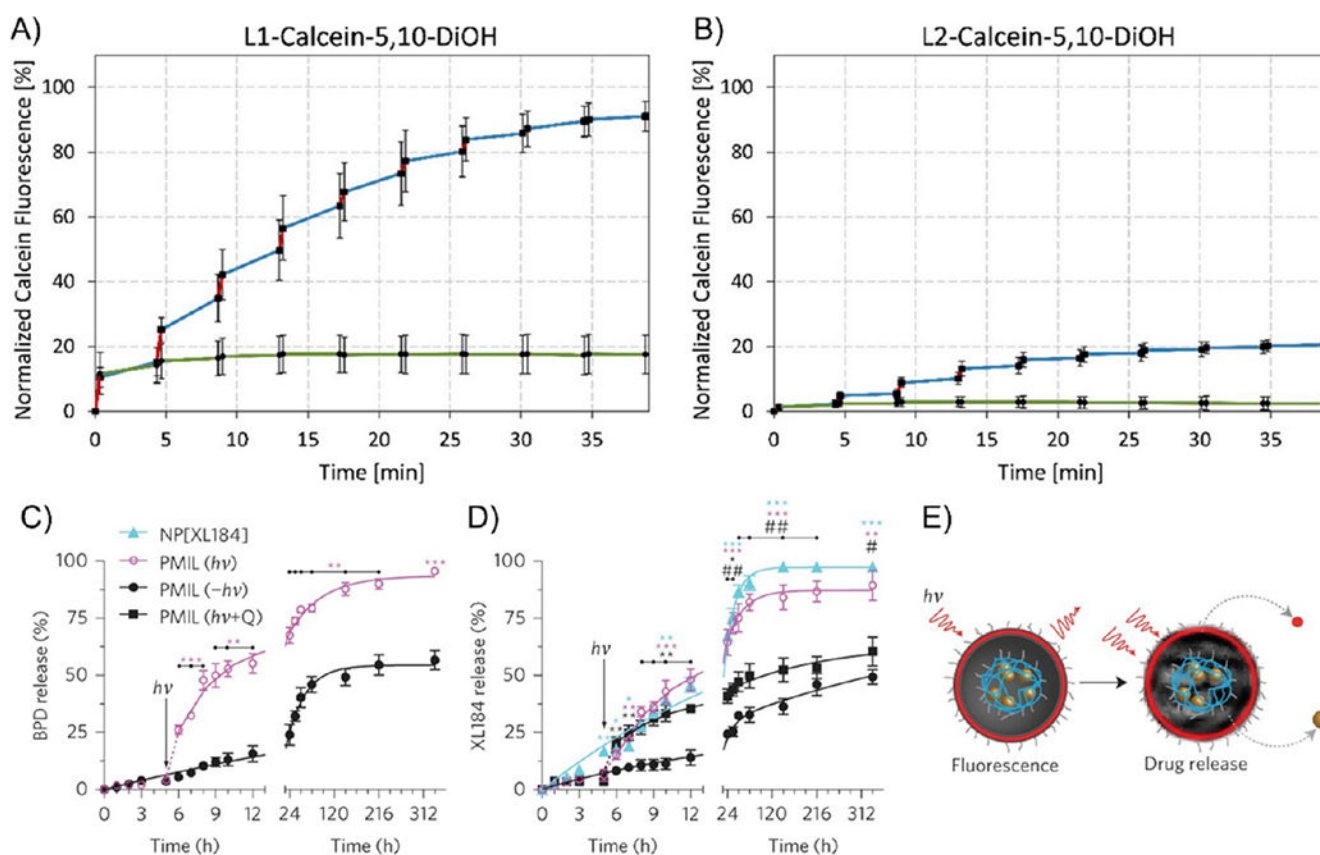 A)
L1-Calcein-5,10-DiOH
Normalized Calcein Fluorescence [%]
100
80
60
40
20
0
0 5 10 15 20 25 30 35
Time [min]
B)
L2-Calcein-5,10-DiOH
Normalized Calcein Fluorescence [%]
100
80
60
40
20
0
0 5 10 15 20 25 30 35
Time [min]
C)
NP[XL184]
PMIL (hν)
PMIL (−hν)
PMIL (hν+Q)
BPD release (%)
100
75
50
25
0
hν
***
**
**
***
0 3 6 9 12 24 120 216 312
Time (h) Time (h)
D)
XL184 release (%)
100
75
50
25
0
hν
**
***
**
***
***
*
##
***
***
##
***
**
#
0 3 6 9 12 24 120 216 312
Time (h) Time (h)
E)
hν
Fluorescence
Drug release